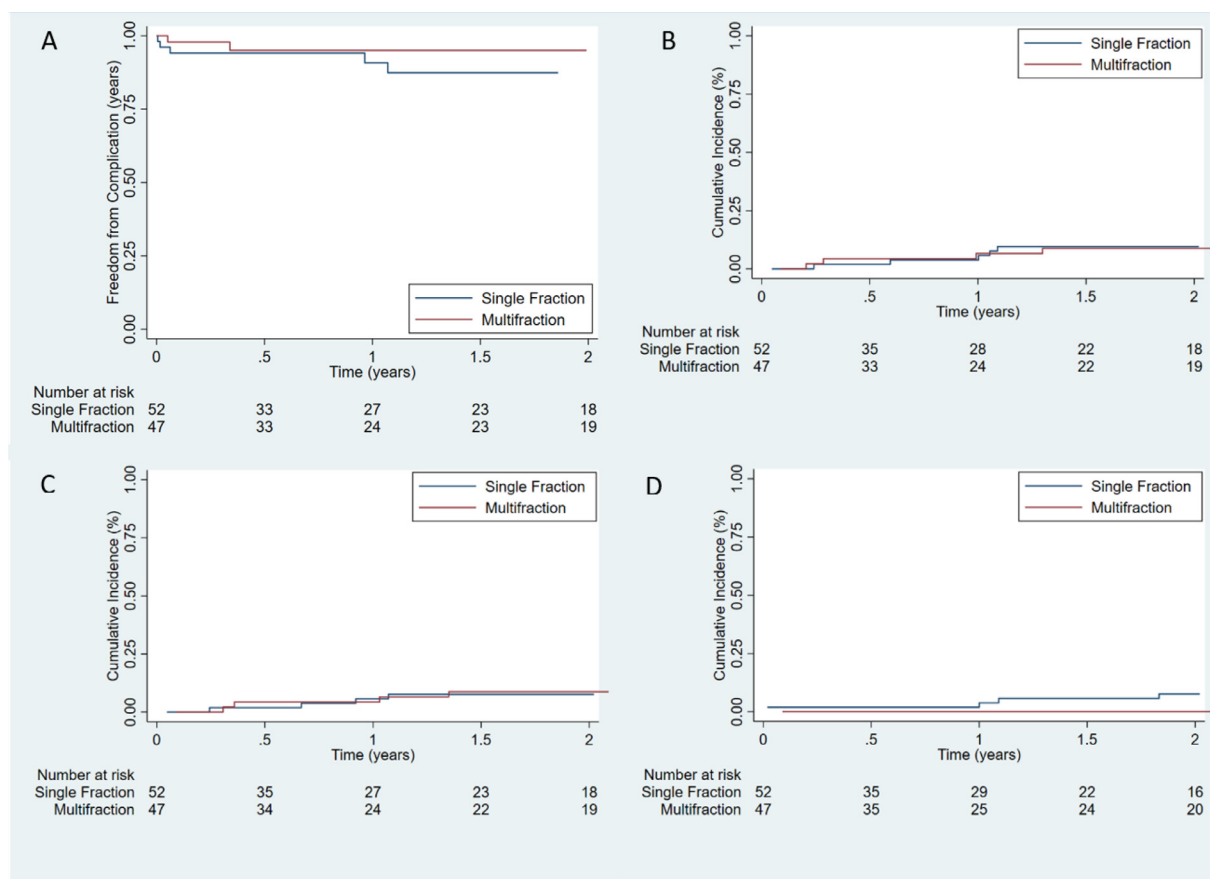 A
Freedom from Complication (years)
1.00
0.75
0.50
0.25
0.00
Single Fraction
Multifraction
0 .5 1 1.5 2
Time (years)
Number at risk
Single Fraction 52 33 27 23 18
Multifraction 47 33 24 23 19
B
Cumulative Incidence (%)
1.00
0.75
0.50
0.25
0.00
Single Fraction
Multifraction
0 .5 1 1.5 2
Time (years)
Number at risk
Single Fraction 52 35 28 22 18
Multifraction 47 33 24 22 19
C
Cumulative Incidence (%)
1.00
0.75
0.50
0.25
0.00
Single Fraction
Multifraction
0 .5 1 1.5 2
Time (years)
Number at risk
Single Fraction 52 35 27 23 18
Multifraction 47 34 24 22 19
D
Cumulative Incidence (%)
1.00
0.75
0.50
0.25
0.00
Single Fraction
Multifraction
0 .5 1 1.5 2
Time (years)
Number at risk
Single Fraction 52 35 29 22 16
Multifraction 47 35 25 24 20